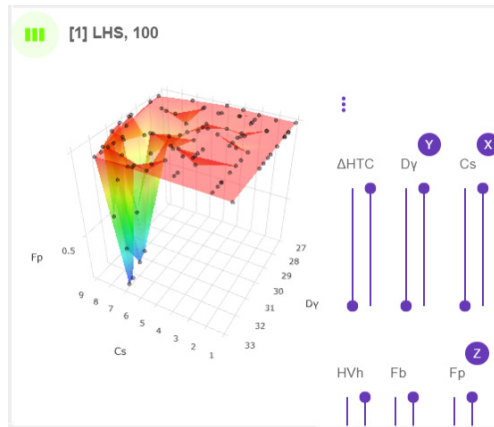 [1] LHS, 100
Y
X
ΔHTC
Dγ
Cs
27
28
29
30
31
32
33
Dγ
0.5
Fp
9
8
7
6
5
4
3
2
1
Cs
Z
HVh
Fb
Fp